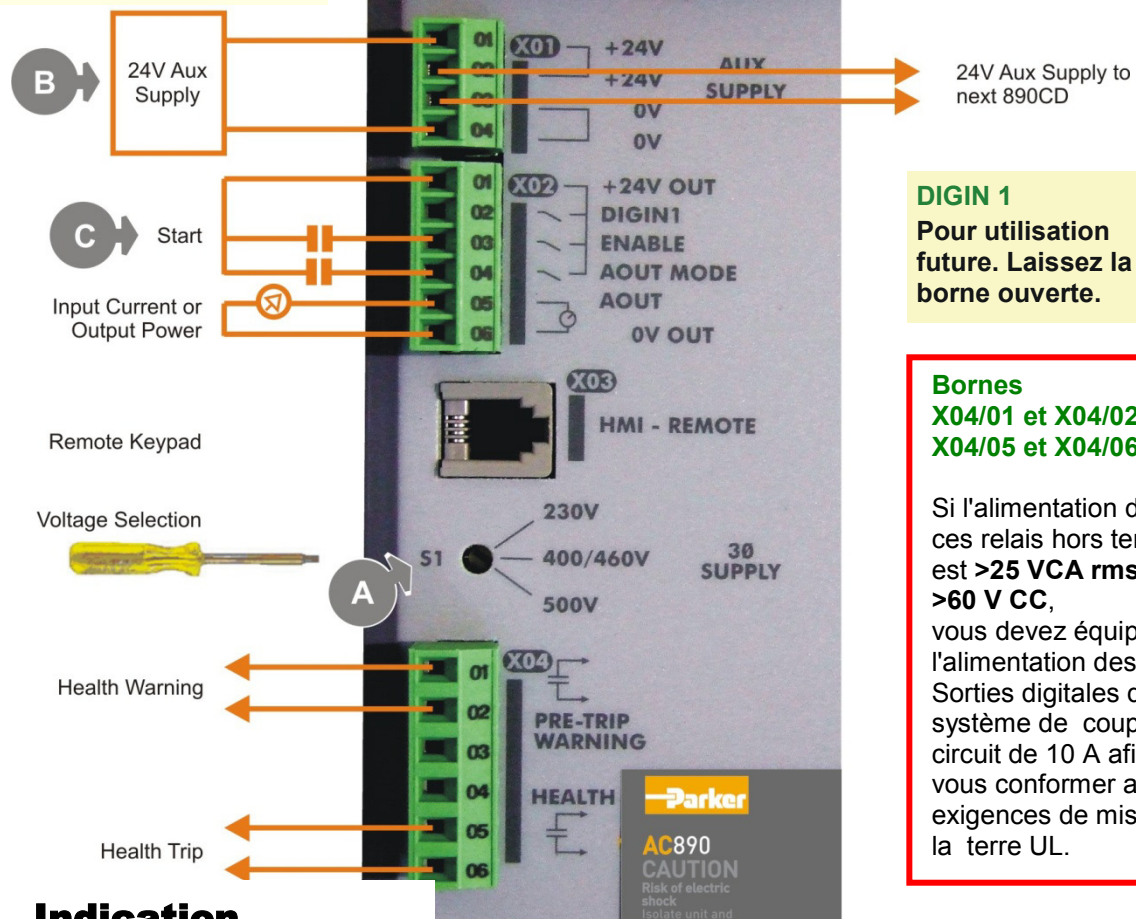 B
24V Aux
Supply
01
02
03
04
X01
+24V
+24V
0V
0V
AUX
SUPPLY
24V Aux Supply to
next 890CD
C
Start
Input Current or
Output Power
01
02
03
04
05
06
X02
+24V OUT
DIGIN1
ENABLE
AOUT MODE
AOUT
0V OUT
DIGIN 1
Pour utilisation
future. Laissez la
borne ouverte.
Remote Keypad
X03
HMI - REMOTE
Voltage Selection
A
S1
230V
400/460V
500V
3Ø
SUPPLY
Health Warning
Health Trip
01
02
03
04
05
06
X04
PRE-TRIP
WARNING
HEALTH
Parker
AC890
CAUTION
Risk of electric
shock
Isolate unit and
Bornes
X04/01 et X04/02
X04/05 et X04/06
Si l'alimentation d
ces relais hors ter
est >25 VCA rms
>60 V CC,
vous devez équip
l'alimentation des
Sorties digitales d
système de coup
circuit de 10 A afi
vous conformer a
exigences de mis
la terre UL.
Indication